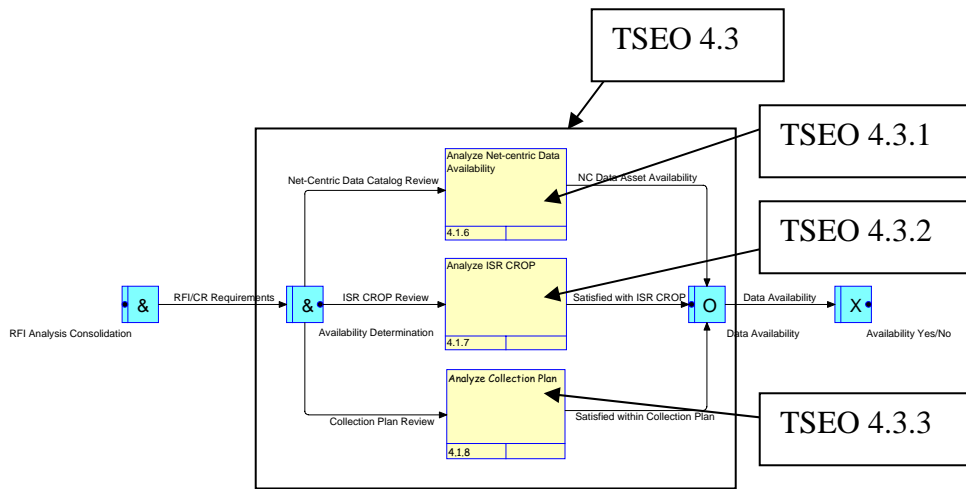 TSEO 4.3
TSEO 4.3.1
Analyze Net-centric Data
Availability
Net-Centric Data Catalog Review
NC Data Asset Availability
4.1.6
TSEO 4.3.2
Analyze ISR CROP
&
RFI/CR Requirements
&
ISR CROP Review
Satisfied with ISR CROP
O
Data Availability
X
RFI Analysis Consolidation
Availability Determination
Data Availability
Availability Yes/No
4.1.7
Analyze Collection Plan
TSEO 4.3.3
Collection Plan Review
Satisfied within Collection Plan
4.1.8